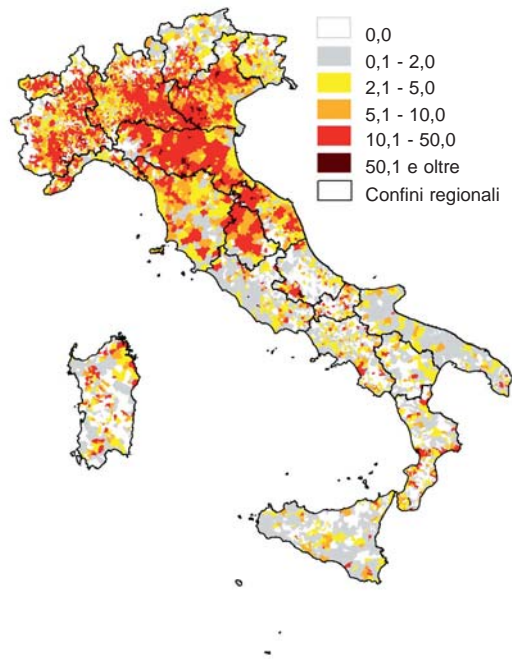 0,0
0,1 - 2,0
2,1 - 5,0
5,1 - 10,0
10,1 - 50,0
50,1 e oltre
Confini regionali